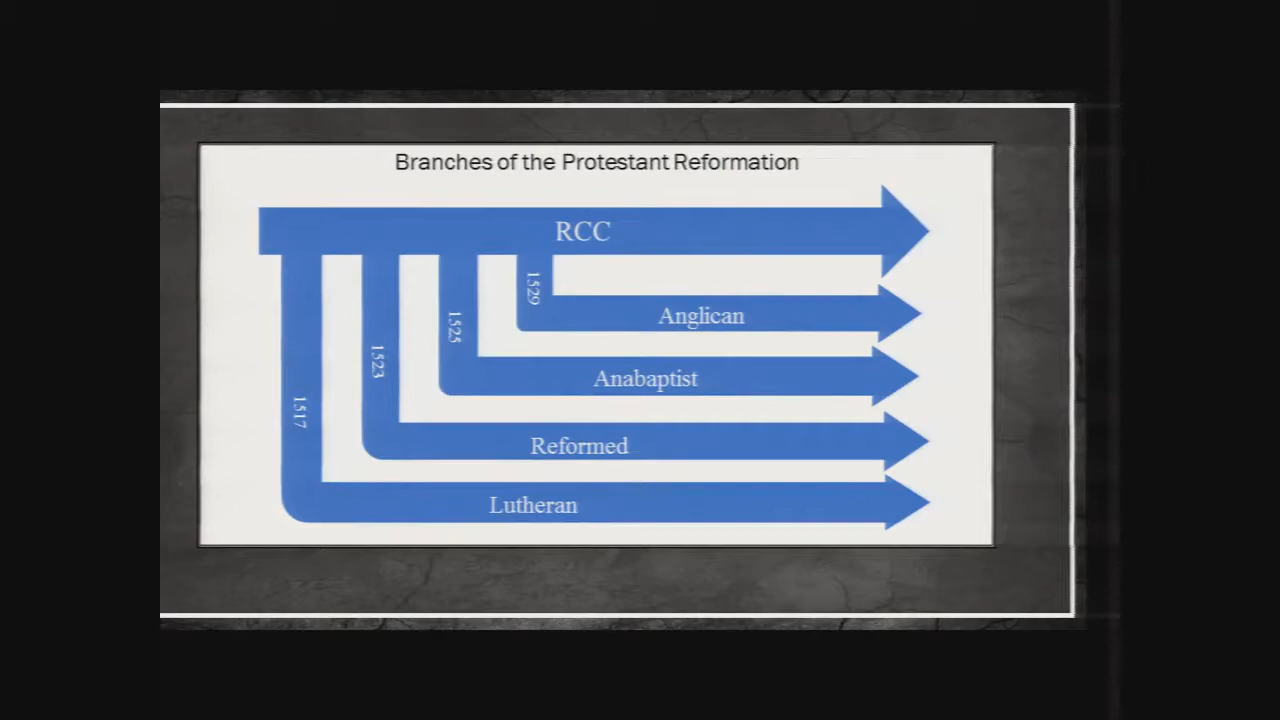 Branches of the Protestant Reformation
RCC
1529
Anglican
1525
Anabaptist
1523
Reformed
1517
Lutheran